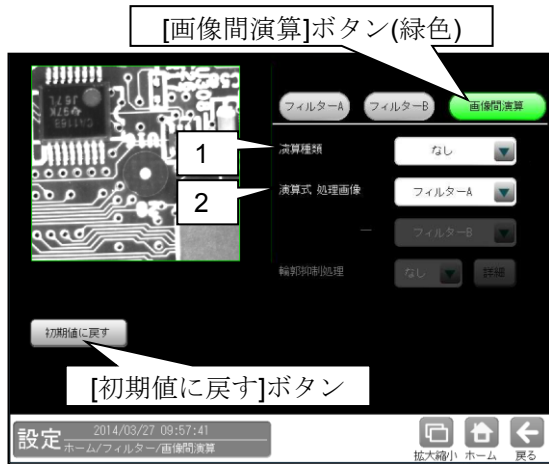 [画像間演算]ボタン(緑色)
フィルターA
フィルターB
画像間演算
1
演算種類
なし
2
演算式 処理画像
フィルターA
－
フィルターB
輪郭抑制処理
なし
詳細
初期値に戻す
[初期値に戻す]ボタン
設定
2014/03/27 09:57:41
ホーム/フィルター/画像間演算
拡大縮小
ホーム
戻る